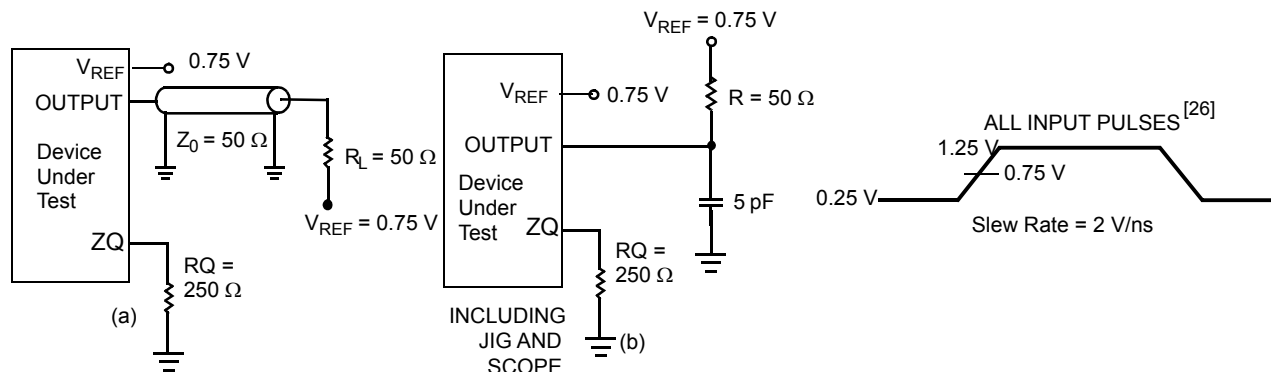 V_REF
0.75 V
OUTPUT
Z_0 = 50 Ω
Device
Under
Test
R_L = 50 Ω
V_REF = 0.75 V
ZQ
RQ =
250 Ω
(a)
V_REF = 0.75 V
R = 50 Ω
V_REF
0.75 V
OUTPUT
Device
Under
Test
5 pF
ZQ
RQ =
250 Ω
INCLUDING
JIG AND
SCOPE
(b)
ALL INPUT PULSES [26]
1.25 V
0.75 V
0.25 V
Slew Rate = 2 V/ns